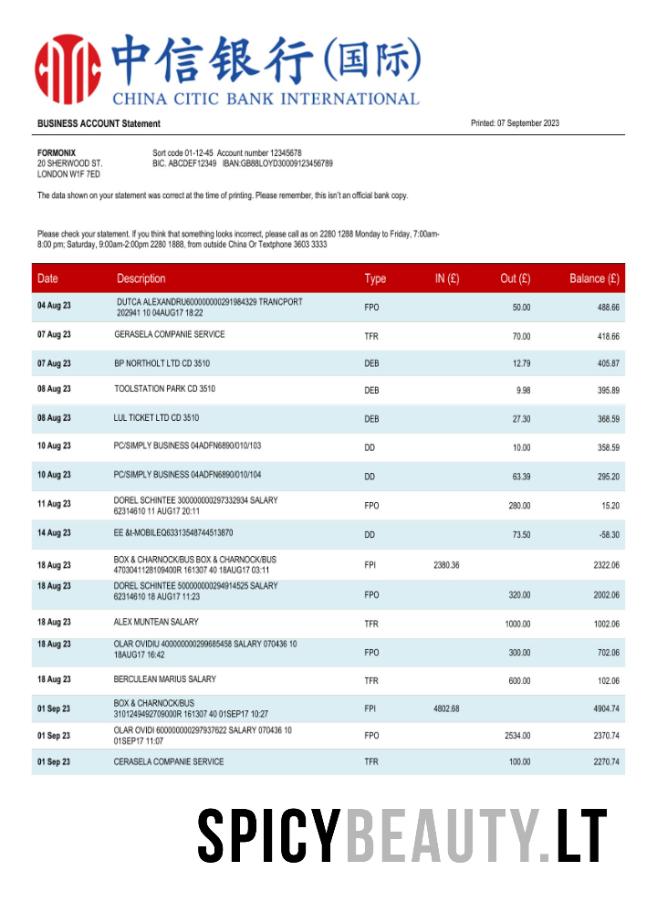 中信银行(国际)
CHINA CITIC BANK INTERNATIONAL
BUSINESS ACCOUNT Statement Printed: 07 September 2023
FORMONIX Sort code 01-12-45 Account number 12345678
20 SHERWOOD ST. BIC. ABCDEF12349 IBAN:GB88LOYD30009123456789
LONDON W1F 7ED
The data shown on your statement was correct at the time of printing. Please remember, this isn't an official bank copy.
Please check your statement. If you think that something looks incorrect, please call as on 2280 1288 Monday to Friday, 7:00am-
8:00 pm; Saturday, 9:00am-2:00pm 2280 1888, from outside China Or Textphone 3603 3333
Date Description Type IN (£) Out (£) Balance (£)
04 Aug 23 DUTCA ALEXANDRU600000000291984329 TRANCPORT FPO 50.00 488.66
202941 10 04AUG17 18:22
07 Aug 23 GERASELA COMPANIE SERVICE TFR 70.00 418.66
07 Aug 23 BP NORTHOLT LTD CD 3510 DEB 12.79 405.87
08 Aug 23 TOOLSTATION PARK CD 3510 DEB 9.98 395.89
08 Aug 23 LUL TICKET LTD CD 3510 DEB 27.30 368.59
10 Aug 23 PC/SIMPLY BUSINESS 04ADFN6890/010/103 DD 10.00 358.59
10 Aug 23 PC/SIMPLY BUSINESS 04ADFN6890/010/104 DD 63.39 295.20
11 Aug 23 DOREL SCHINTEE 300000000297332934 SALARY FPO 280.00 15.20
62314610 11 AUG17 20:11
14 Aug 23 EE &t-MOBILEQ63313548744513870 DD 73.50 -58.30
18 Aug 23 BOX & CHARNOCK/BUS BOX & CHARNOCK/BUS FPI 2380.36 2322.06
4703041128109400R 161307 40 18AUG17 03:11
18 Aug 23 DOREL SCHINTEE 500000000294914525 SALARY FPO 320.00 2002.06
62314610 18 AUG17 11:23
18 Aug 23 ALEX MUNTEAN SALARY TFR 1000.00 1002.06
18 Aug 23 OLAR OVIDIU 400000000299685458 SALARY 070436 10 FPO 300.00 702.06
18AUG17 16:42
18 Aug 23 BERCULEAN MARIUS SALARY TFR 600.00 102.06
01 Sep 23 BOX & CHARNOCK/BUS FPI 4802.68 4904.74
3101249492709000R 161307 40 01SEP17 10:27
01 Sep 23 OLAR OVIDI 600000000297937622 SALARY 070436 10 FPO 2534.00 2370.74
01SEP17 11:07
01 Sep 23 CERASELA COMPANIE SERVICE TFR 100.00 2270.74
SPICYBEAUTY.LT